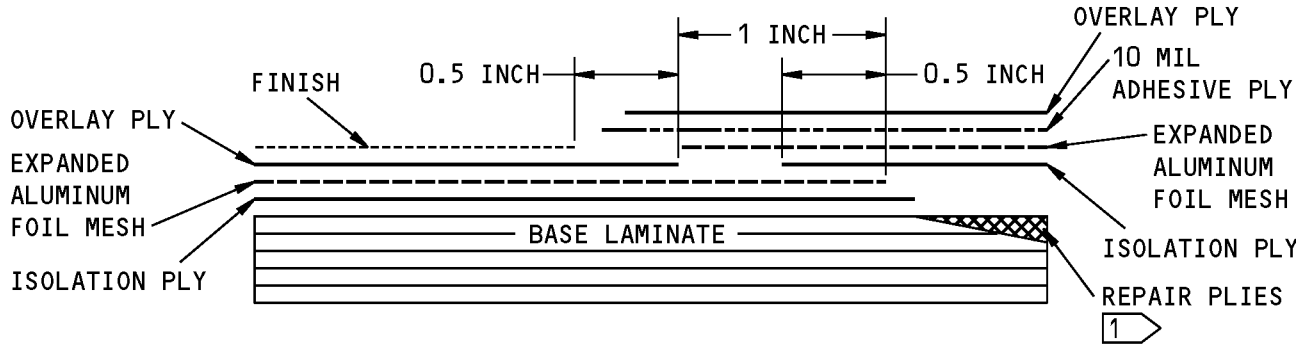 OVERLAY PLY
1 INCH
10 MIL
ADHESIVE PLY
0.5 INCH
0.5 INCH
FINISH
OVERLAY PLY
EXPANDED
ALUMINUM
FOIL MESH
EXPANDED
ALUMINUM
FOIL MESH
BASE LAMINATE
ISOLATION PLY
ISOLATION PLY
REPAIR PLIES
1